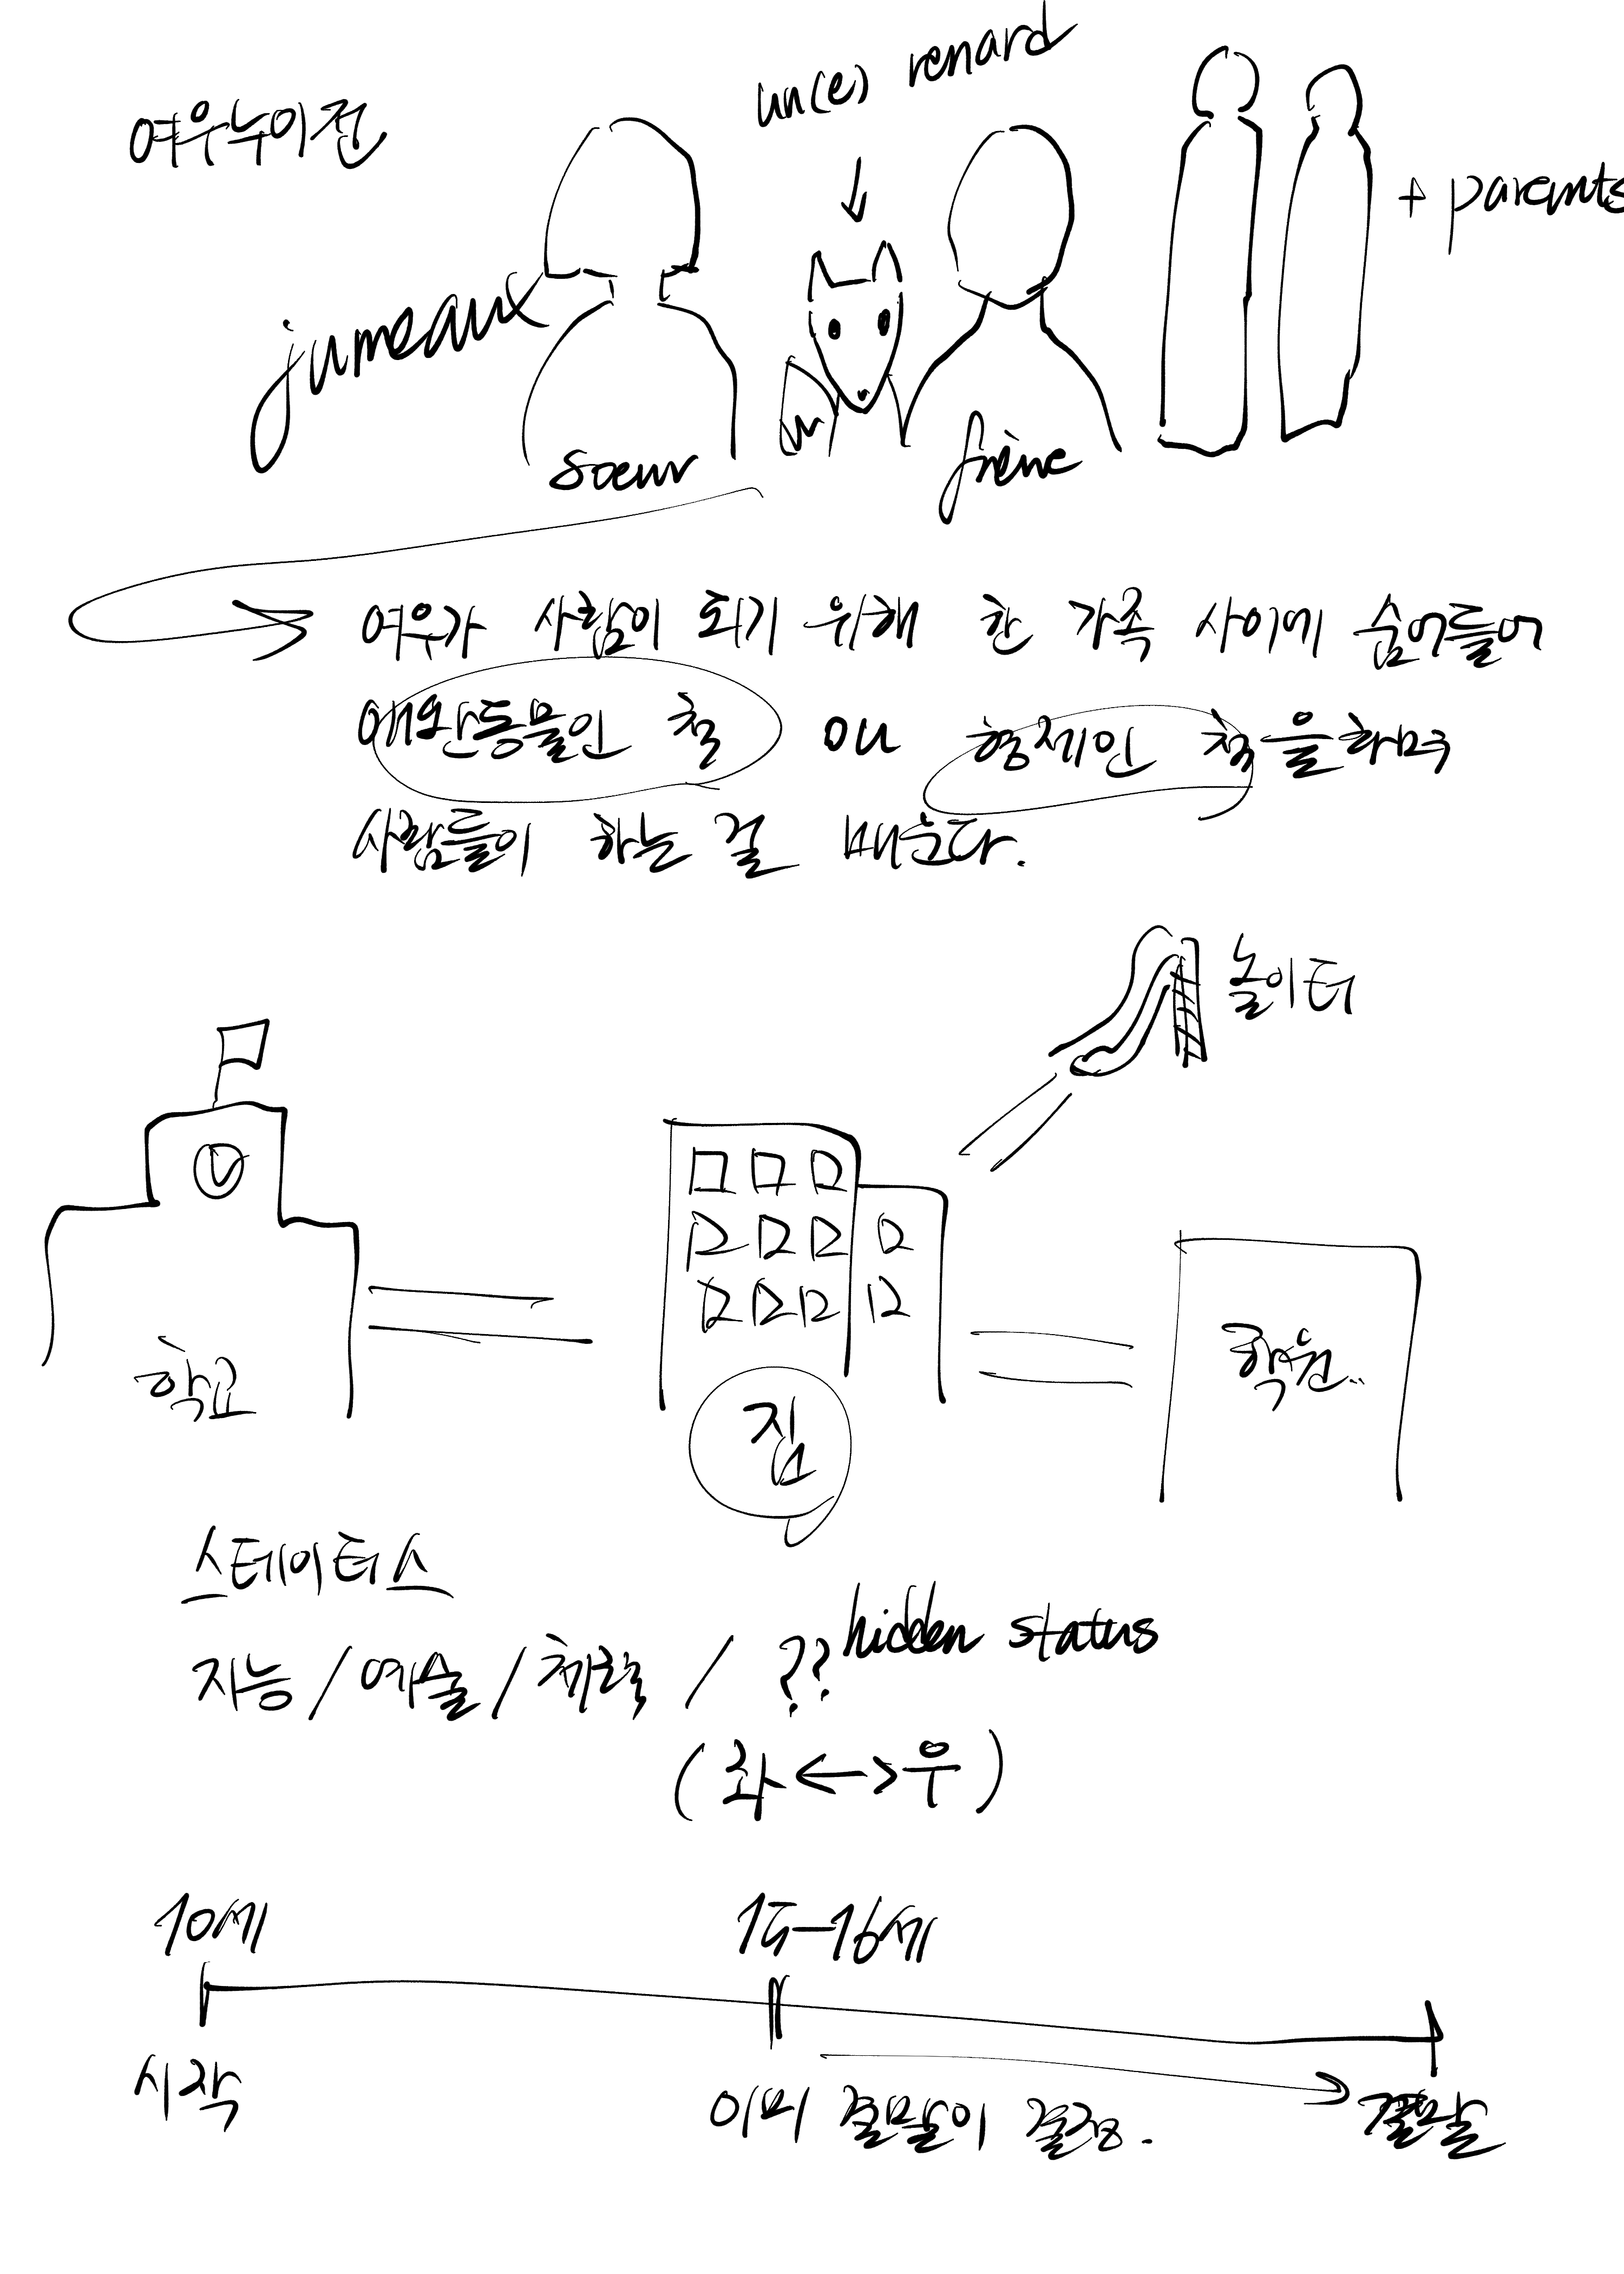 여우누이전
un(e) renard
+ parents
jumeaux
soeur
frère
여우가 사람이 되기 위해 한 가족 사이에 숨어들어
애완동물인 척 ou 형제인 척을하며
사람들이 하는 걸 배운다.
놀이터
학교
집
학원..
스테이터스
지능/예술/체력/ ?? hidden status
(좌<->우)
10세
15-16세
시작
이미 결말이 결정.
결말